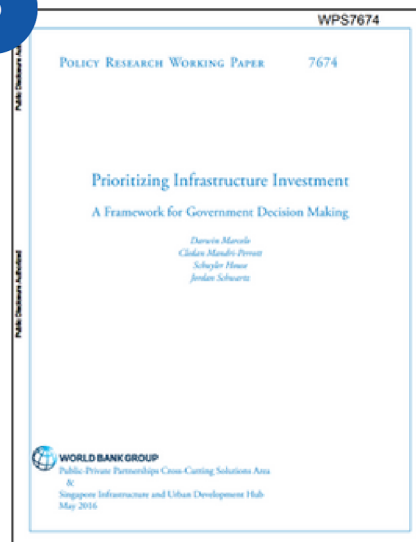 WPS7674
Public Disclosure Authorized
POLICY RESEARCH WORKING PAPER 7674
Prioritizing Infrastructure Investment
A Framework for Government Decision Making
Darwin Marcelo
Cledan Mandri-Perrott
Schuyler House
Jordan Schwartz
Public Disclosure Authorized
WORLD BANK GROUP
Public-Private Partnerships Cross-Cutting Solutions Area
&
Singapore Infrastructure and Urban Development Hub
May 2016